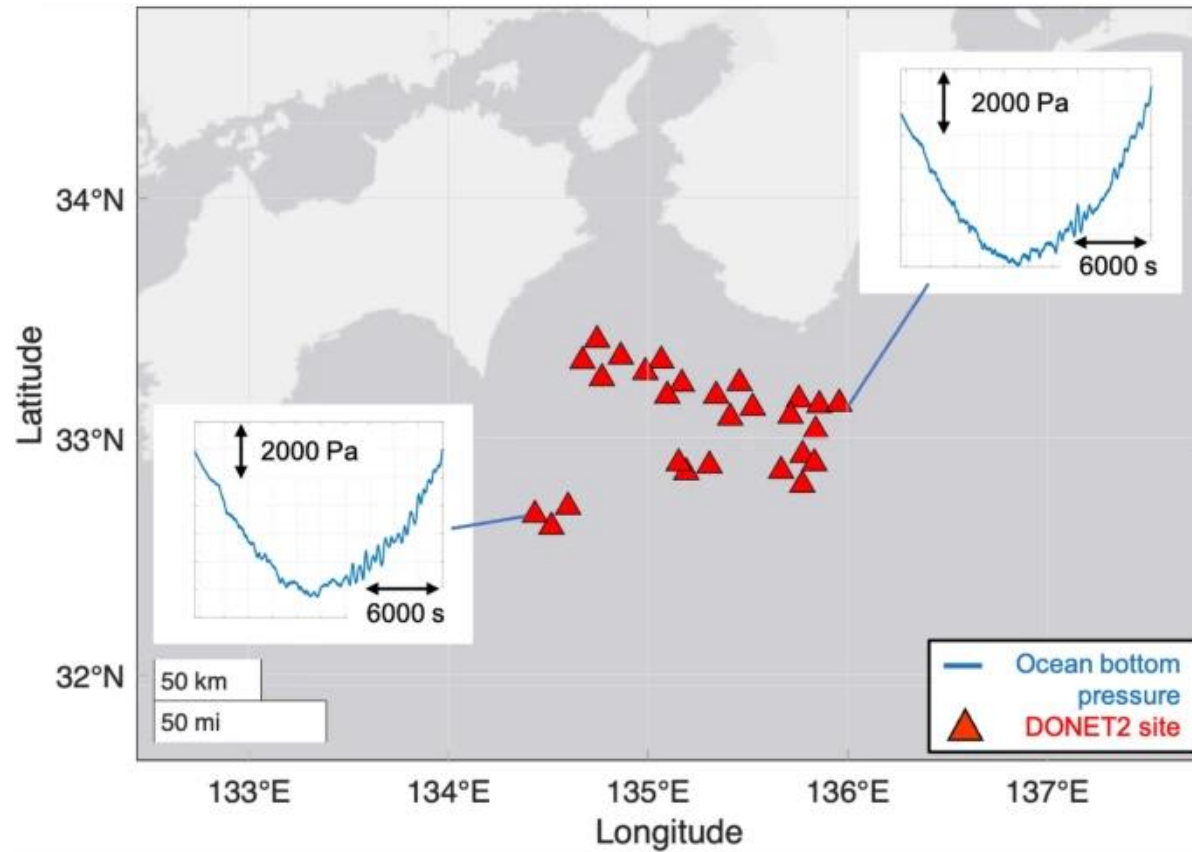 2000 Pa
6000 s
34°N
33°N
32°N
Latitude
2000 Pa
6000 s
50 km
50 mi
Ocean bottom
pressure
DONET2 site
133°E
134°E
135°E
136°E
137°E
Longitude